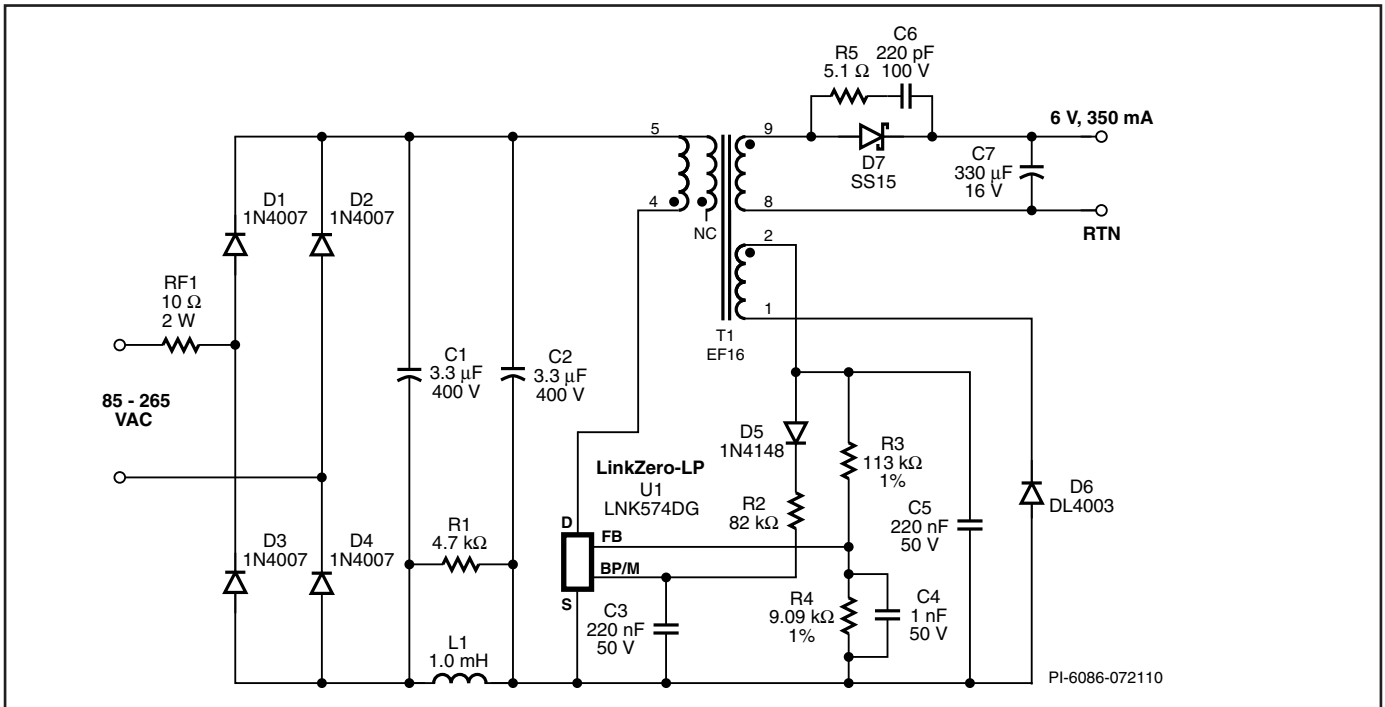 C6
220 pF
100 V
R5
5.1 Ω
6 V, 350 mA
5
9
D7
SS15
C7
330 µF
16 V
D1
1N4007
D2
1N4007
4
NC
8
RTN
2
RF1
10 Ω
2 W
1
T1
EF16
C1
3.3 µF
400 V
C2
3.3 µF
400 V
85 - 265
VAC
D5
1N4148
R3
113 kΩ
1%
LinkZero-LP
U1
LNK574DG
D6
DL4003
R2
82 kΩ
C5
220 nF
50 V
D
FB
BP/M
S
R1
4.7 kΩ
D3
1N4007
D4
1N4007
C3
220 nF
50 V
R4
9.09 kΩ
1%
C4
1 nF
50 V
L1
1.0 mH
PI-6086-072110